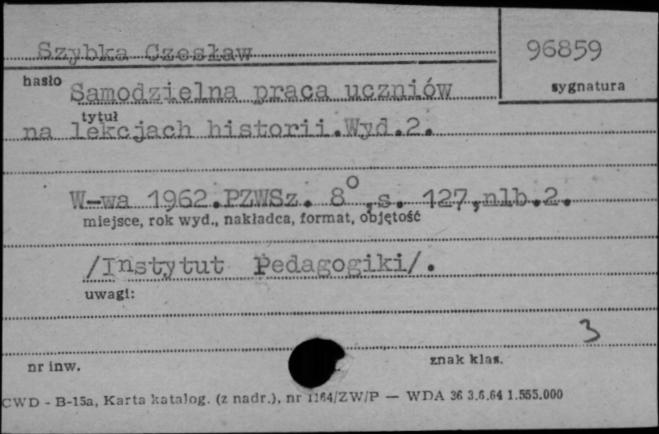 Szybka Czesław
96859
hasło
sygnatura
Samodzielna praca uczniów
tytuł
na lekcjach historii.Wyd.2.
W-wa 1962.PZWSz. 8°,s. 127,nlb.2.
miejsce, rok wyd., nakładca, format, objętość
/Instytut Pedagogiki/.
uwagi:
3
nr inw.
znak klas.
CWD - B-15a, Karta katalog. (z nadr.), nr 1164/ZW/P — WDA 36 3.6.64 1.555.000